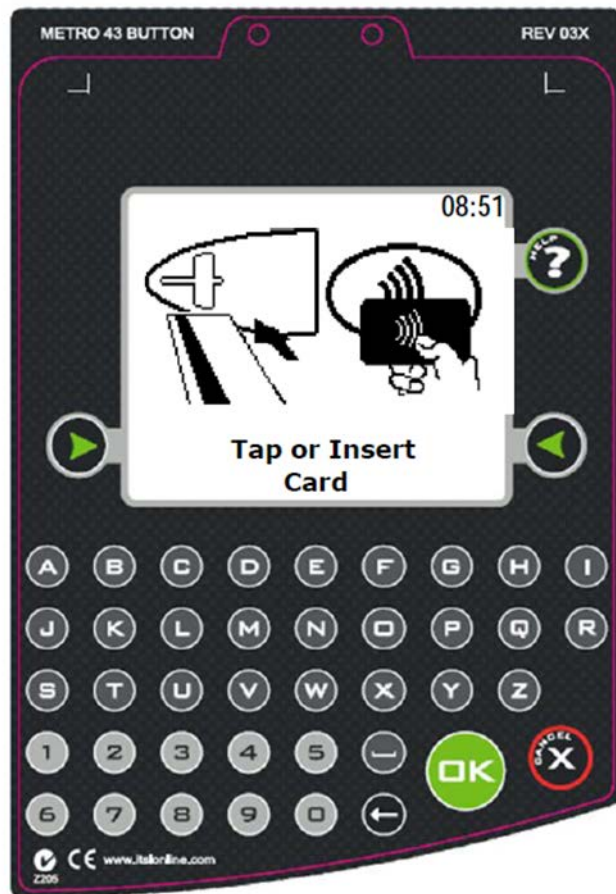 METRO 43 BUTTON REV 03X
08:51
HELP ?
Tap or Insert
Card
A B C D E F G H I
J K L M N O P Q R
S T U V W X Y Z
1 2 3 4 5
OK
CANCEL X
6 7 8 9 0
CE www.itslonline.com
Z205